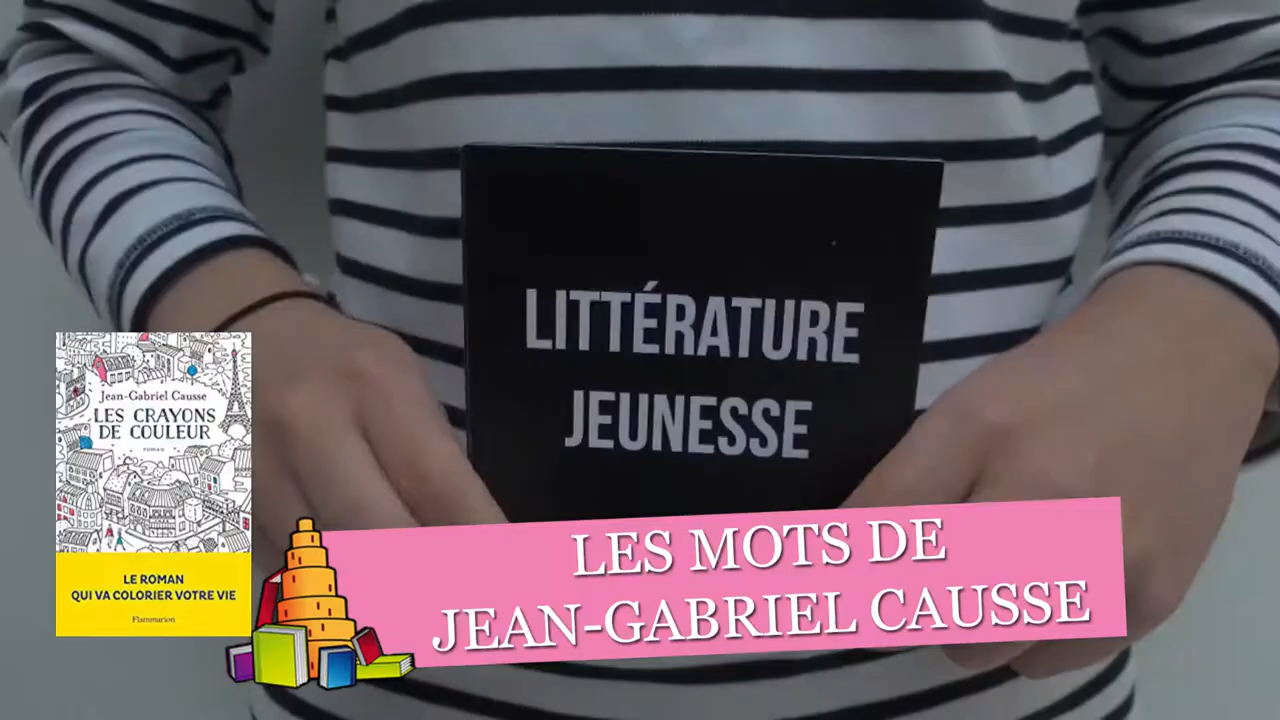 LITTÉRATURE
JEUNESSE
Jean-Gabriel Causse
LES CRAYONS
DE COULEUR
roman
LE ROMAN
QUI VA COLORIER VOTRE VIE
Flammarion
LES MOTS DE
JEAN-GABRIEL CAUSSE